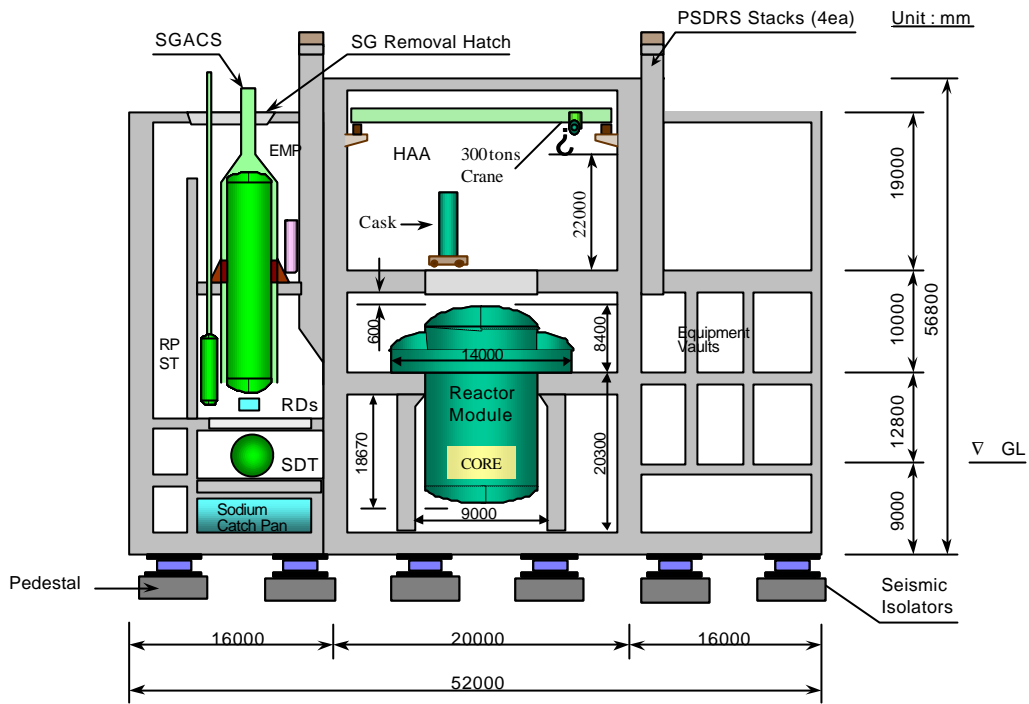 PSDRS Stacks (4ea)
Unit : mm
SGACS
SG Removal Hatch
EMP
HAA
300tons
Crane
Cask
22000
19000
10000
56800
600
8400
14000
Equipment
Vaults
RP
ST
Reactor
Module
RDs
18670
20300
12800
CORE
SDT
∇ GL
9000
Sodium
Catch Pan
9000
Pedestal
Seismic
Isolators
16000
20000
16000
52000